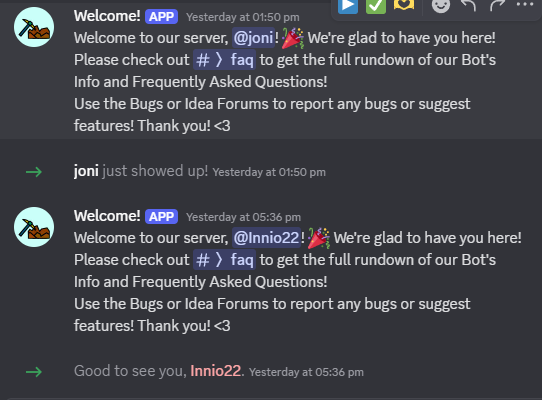 Welcome! APP Yesterday at 01:50 pm
Welcome to our server, @joni! 🎉 We're glad to have you here!
Please check out # 〉faq to get the full rundown of our Bot's
Info and Frequently Asked Questions!
Use the Bugs or Idea Forums to report any bugs or suggest
features! Thank you! <3
joni just showed up! Yesterday at 01:50 pm
Welcome! APP Yesterday at 05:36 pm
Welcome to our server, @Innio22! 🎉 We're glad to have you here!
Please check out # 〉faq to get the full rundown of our Bot's
Info and Frequently Asked Questions!
Use the Bugs or Idea Forums to report any bugs or suggest
features! Thank you! <3
Good to see you, Innio22. Yesterday at 05:36 pm